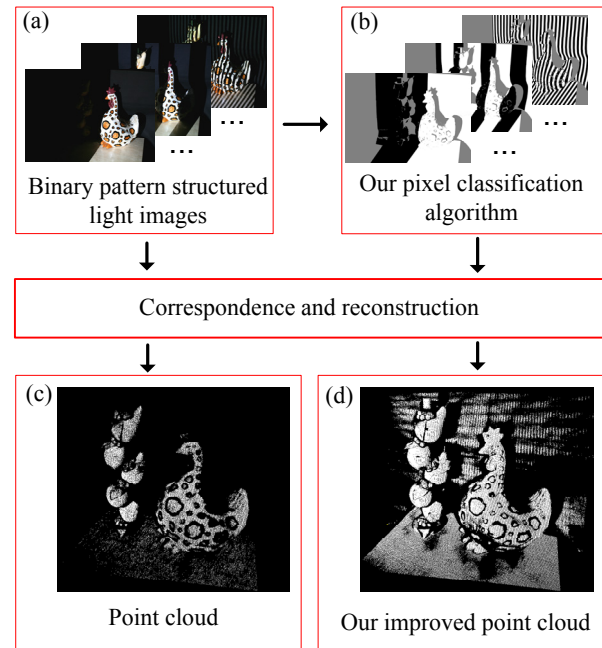 (a)
...
...
Binary pattern structured
light images
(b)
...
...
Our pixel classification
algorithm
Correspondence and reconstruction
(c)
Point cloud
(d)
Our improved point cloud